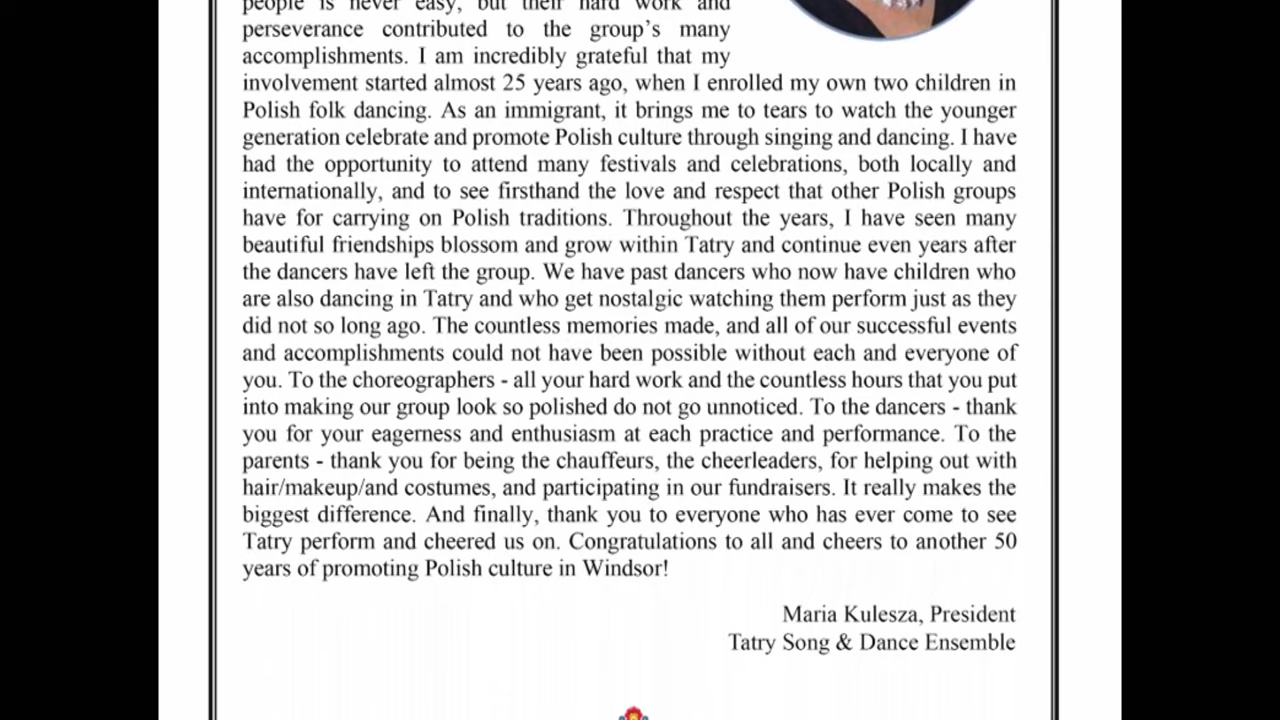 people is never easy, but their hard work and
perseverance contributed to the group's many
accomplishments. I am incredibly grateful that my
involvement started almost 25 years ago, when I enrolled my own two children in
Polish folk dancing. As an immigrant, it brings me to tears to watch the younger
generation celebrate and promote Polish culture through singing and dancing. I have
had the opportunity to attend many festivals and celebrations, both locally and
internationally, and to see firsthand the love and respect that other Polish groups
have for carrying on Polish traditions. Throughout the years, I have seen many
beautiful friendships blossom and grow within Tatry and continue even years after
the dancers have left the group. We have past dancers who now have children who
are also dancing in Tatry and who get nostalgic watching them perform just as they
did not so long ago. The countless memories made, and all of our successful events
and accomplishments could not have been possible without each and everyone of
you. To the choreographers - all your hard work and the countless hours that you put
into making our group look so polished do not go unnoticed. To the dancers - thank
you for your eagerness and enthusiasm at each practice and performance. To the
parents - thank you for being the chauffeurs, the cheerleaders, for helping out with
hair/makeup/and costumes, and participating in our fundraisers. It really makes the
biggest difference. And finally, thank you to everyone who has ever come to see
Tatry perform and cheered us on. Congratulations to all and cheers to another 50
years of promoting Polish culture in Windsor!
Maria Kulesza, President
Tatry Song & Dance Ensemble